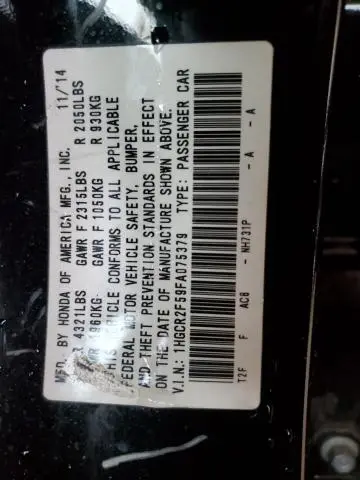 MFD. BY HONDA OF AMERICA MFG., INC. 11/'14
4321LBS GAWR F 2315LBS R 2050LBS
1960KG GAWR F 1050KG R 930KG
THIS VEHICLE CONFORMS TO ALL APPLICABLE
FEDERAL MOTOR VEHICLE SAFETY, BUMPER,
AND THEFT PREVENTION STANDARDS IN EFFECT
ON THE DATE OF MANUFACTURE SHOWN ABOVE.
V.I.N.: 1HGCR2F59FA075379 TYPE: PASSENGER CAR
AC8 NH731P - A
T2F F - A - A